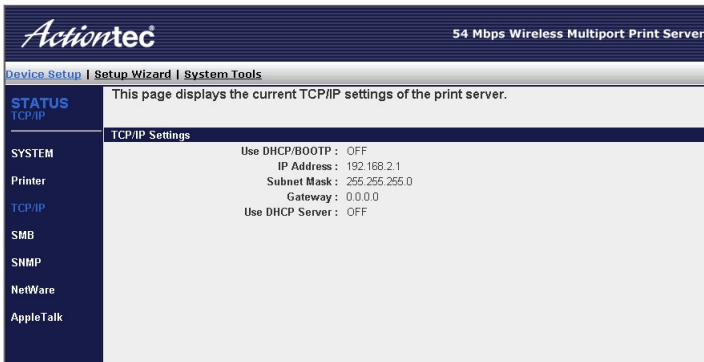 Actiontec
54 Mbps Wireless Multiport Print Server
Device Setup | Setup Wizard | System Tools
STATUS
TCP/IP
This page displays the current TCP/IP settings of the print server.
TCP/IP Settings
Use DHCP/BOOTP : OFF
IP Address : 192.168.2.1
Subnet Mask : 255.255.255.0
Gateway : 0.0.0.0
Use DHCP Server : OFF
SYSTEM
Printer
TCP/IP
SMB
SNMP
NetWare
AppleTalk